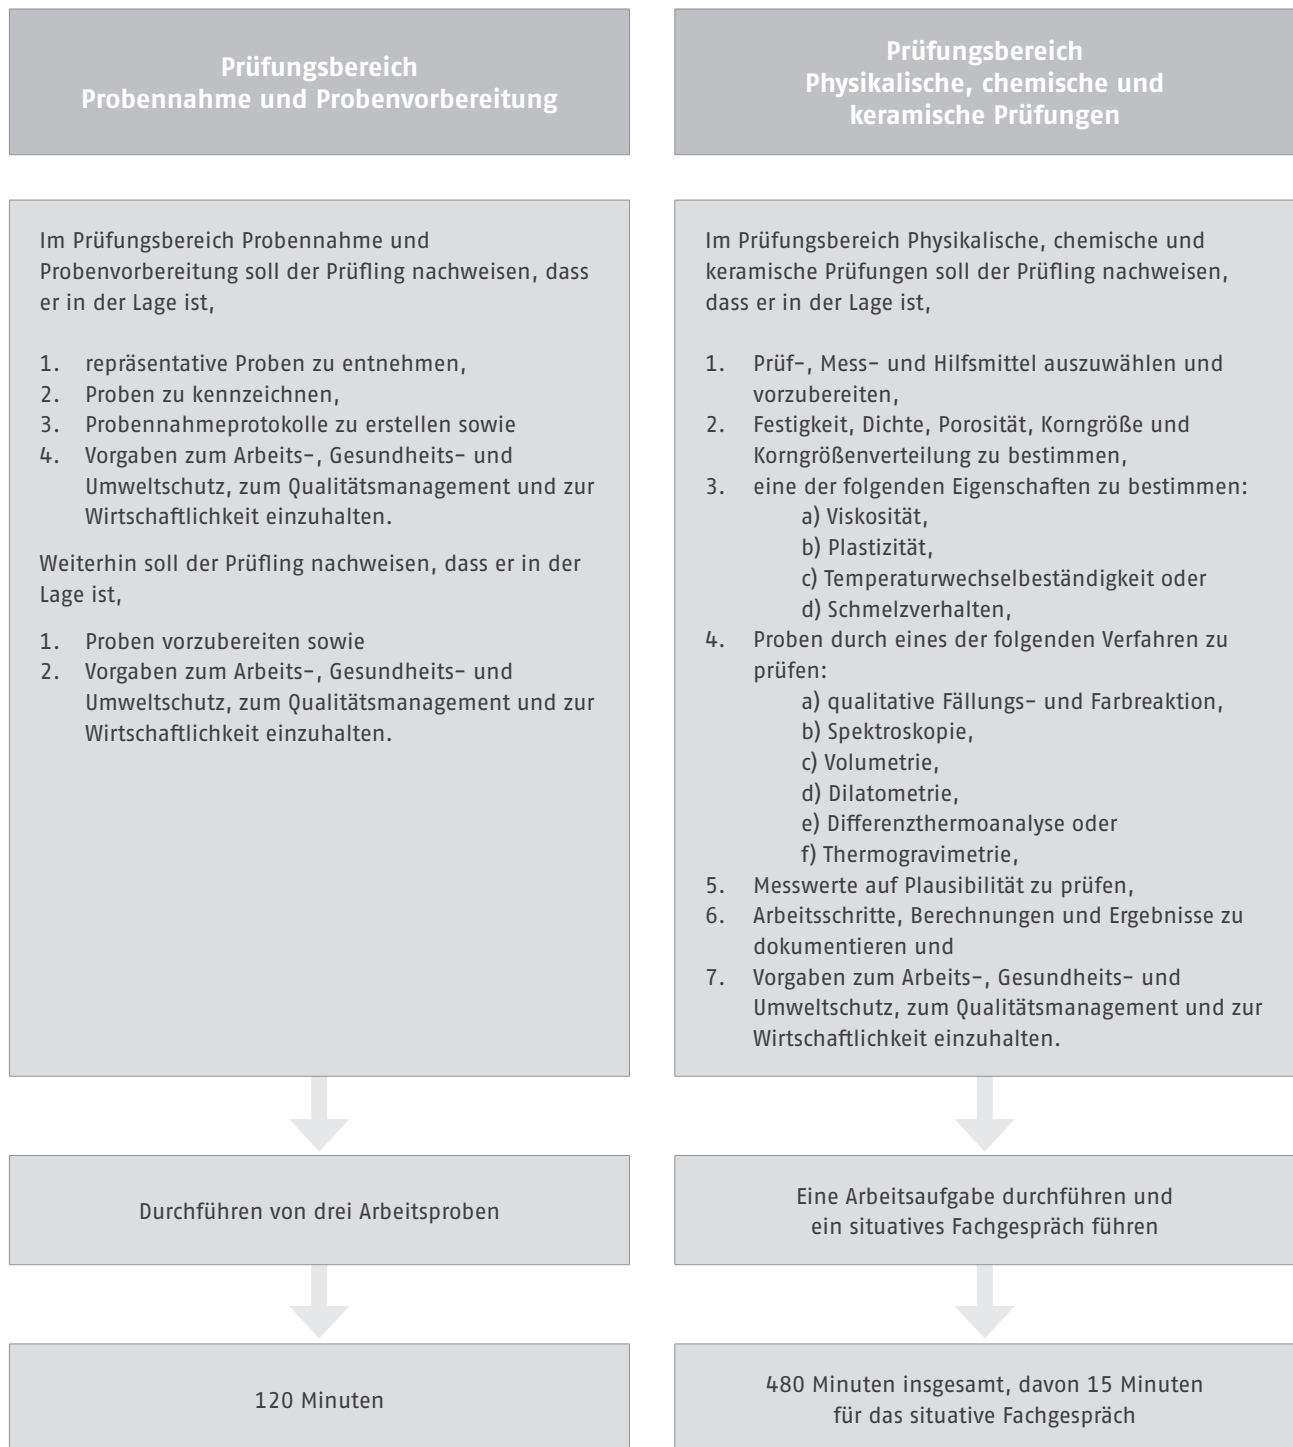 Prüfungsbereich
Probennahme und Probenvorbereitung
Im Prüfungsbereich Probennahme und
Probenvorbereitung soll der Prüfling nachweisen, dass
er in der Lage ist,
1. repräsentative Proben zu entnehmen,
2. Proben zu kennzeichnen,
3. Probennahmeprotokolle zu erstellen sowie
4. Vorgaben zum Arbeits-, Gesundheits- und
Umweltschutz, zum Qualitätsmanagement und zur
Wirtschaftlichkeit einzuhalten.
Weiterhin soll der Prüfling nachweisen, dass er in der
Lage ist,
1. Proben vorzubereiten sowie
2. Vorgaben zum Arbeits-, Gesundheits- und
Umweltschutz, zum Qualitätsmanagement und zur
Wirtschaftlichkeit einzuhalten.
Durchführen von drei Arbeitsproben
120 Minuten
Prüfungsbereich
Physikalische, chemische und
keramische Prüfungen
Im Prüfungsbereich Physikalische, chemische und
keramische Prüfungen soll der Prüfling nachweisen,
dass er in der Lage ist,
1. Prüf-, Mess- und Hilfsmittel auszuwählen und
vorzubereiten,
2. Festigkeit, Dichte, Porosität, Korngröße und
Korngrößenverteilung zu bestimmen,
3. eine der folgenden Eigenschaften zu bestimmen:
a) Viskosität,
b) Plastizität,
c) Temperaturwechselbeständigkeit oder
d) Schmelzverhalten,
4. Proben durch eines der folgenden Verfahren zu
prüfen:
a) qualitative Fällungs- und Farbreaktion,
b) Spektroskopie,
c) Volumetrie,
d) Dilatometrie,
e) Differenzthermoanalyse oder
f) Thermogravimetrie,
5. Messwerte auf Plausibilität zu prüfen,
6. Arbeitsschritte, Berechnungen und Ergebnisse zu
dokumentieren und
7. Vorgaben zum Arbeits-, Gesundheits- und
Umweltschutz, zum Qualitätsmanagement und zur
Wirtschaftlichkeit einzuhalten.
Eine Arbeitsaufgabe durchführen und
ein situatives Fachgespräch führen
480 Minuten insgesamt, davon 15 Minuten
für das situative Fachgespräch